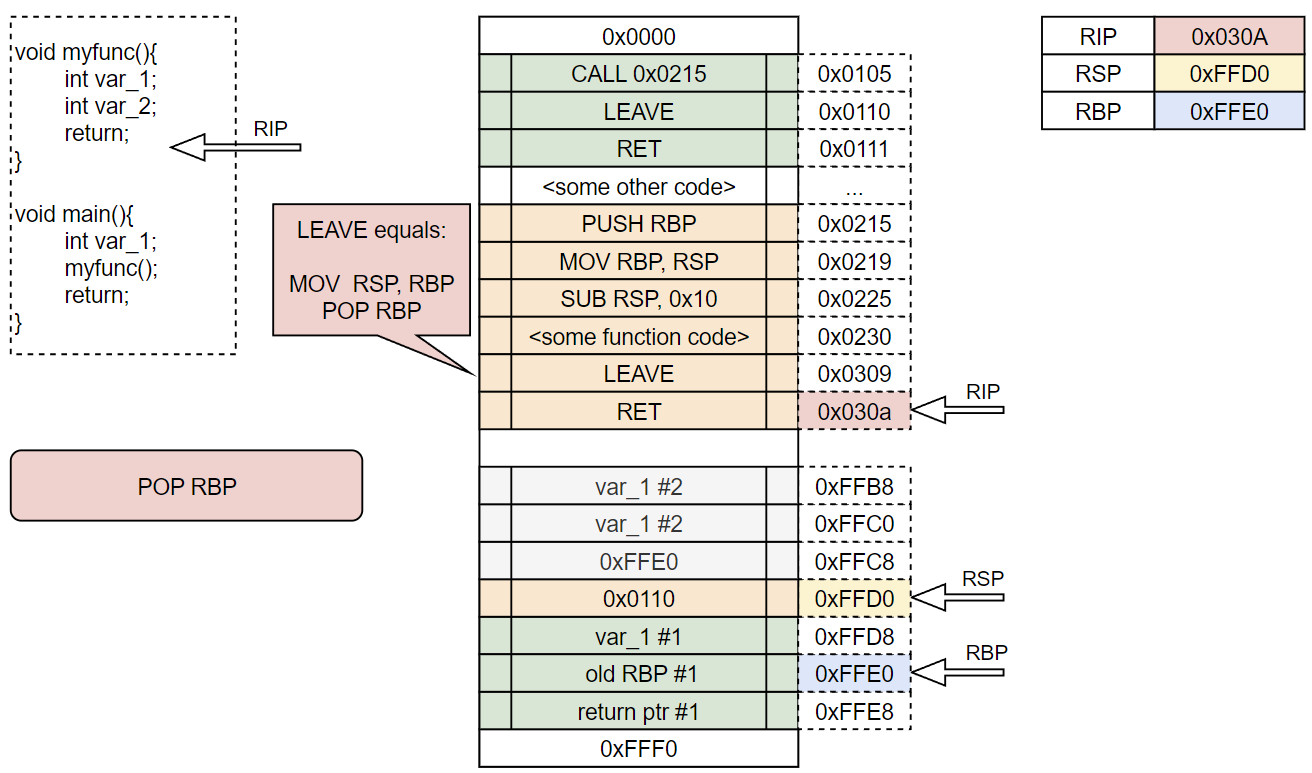 void myfunc(){
int var_1;
int var_2;
return;
}
void main(){
int var_1;
myfunc();
return;
}
RIP
LEAVE equals:
MOV  RSP, RBP
POP RBP
POP RBP
0x0000
CALL 0x0215 0x0105
LEAVE 0x0110
RET 0x0111
<some other code> ...
PUSH RBP 0x0215
MOV RBP, RSP 0x0219
SUB RSP, 0x10 0x0225
<some function code> 0x0230
LEAVE 0x0309
RET 0x030a
RIP
var_1 #2 0xFFB8
var_1 #2 0xFFC0
0xFFE0 0xFFC8
0x0110 0xFFD0
RSP
var_1 #1 0xFFD8
old RBP #1 0xFFE0
RBP
return ptr #1 0xFFE8
0xFFF0
RIP 0x030A
RSP 0xFFD0
RBP 0xFFE0